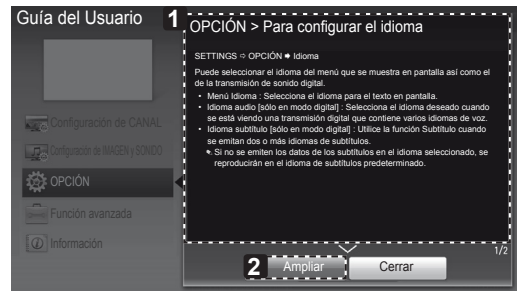 Guía del Usuario
1
OPCIÓN > Para configurar el idioma
SETTINGS ⇨ OPCIÓN ➧ Idioma
Puede seleccionar el idioma del menú que se muestra en pantalla así como el
de la transmisión de sonido digital.
• Menú Idioma : Selecciona el idioma para el texto en pantalla.
• Idioma audio [sólo en modo digital] : Selecciona el idioma deseado cuando
se está viendo una transmisión digital que contiene varios idiomas de voz.
• Idioma subtítulo [sólo en modo digital] : Utilice la función Subtítulo cuando
se emitan dos o más idiomas de subtítulos.
Si no se emiten los datos de los subtítulos en el idioma seleccionado, se
reproducirán en el idioma de subtítulos predeterminado.
Configuración de CANAL
Configuración de IMAGEN y SONIDO
OPCIÓN
Función avanzada
Información
1/2
2
Ampliar
Cerrar